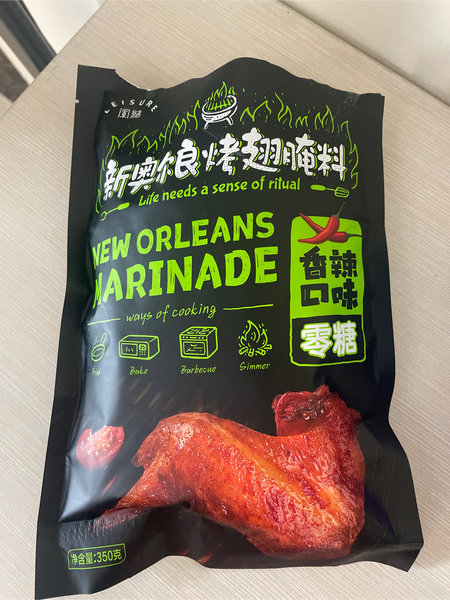 LEISURE
新奥尔良烤翅腌料
Life needs a sense of ritual
NEW ORLEANS
MARINADE
香辣
口味
零糖
ways of cooking
Fried Bake Barbecue Simmer
净含量:350克